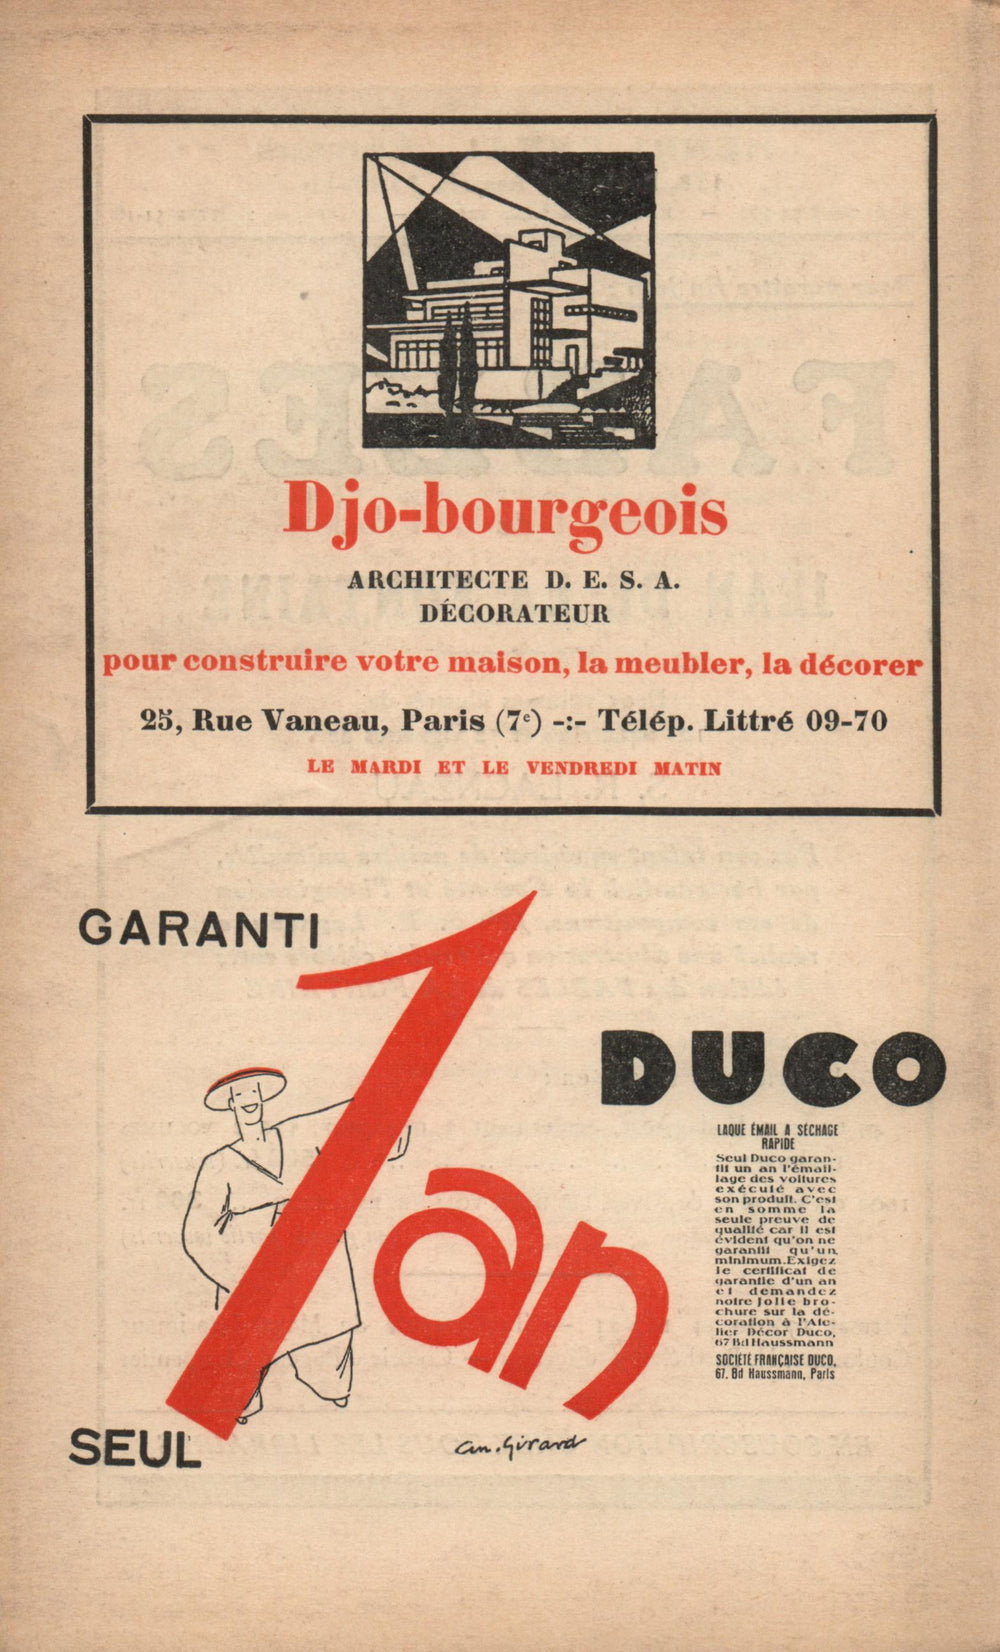 Djo-bourgeois
ARCHITECTE D. E. S. A.
DÉCORATEUR
pour construire votre maison, la meubler, la décorer
25, Rue Vaneau, Paris (7e) -:- Télép. Littré 09-70
LE MARDI ET LE VENDREDI MATIN
GARANTI
1 an
SEUL
DUCO
LAQUE ÉMAIL A SÉCHAGE
RAPIDE
Seul Duco garan-
tit un an l'émail-
lage des voitures
exécuté avec
son produit. C'est
en somme la
seule preuve de
qualité car il est
évident qu'on ne
garantit qu'un
minimum. Exigez
le certificat de
garantie d'un an
et demandez
notre jolie bro-
chure sur la dé-
coration à l'Ate-
lier Décor Duco,
67 Bd Haussmann
SOCIÉTÉ FRANÇAISE DUCO,
67. Bd Haussmann, Paris
an. Girard